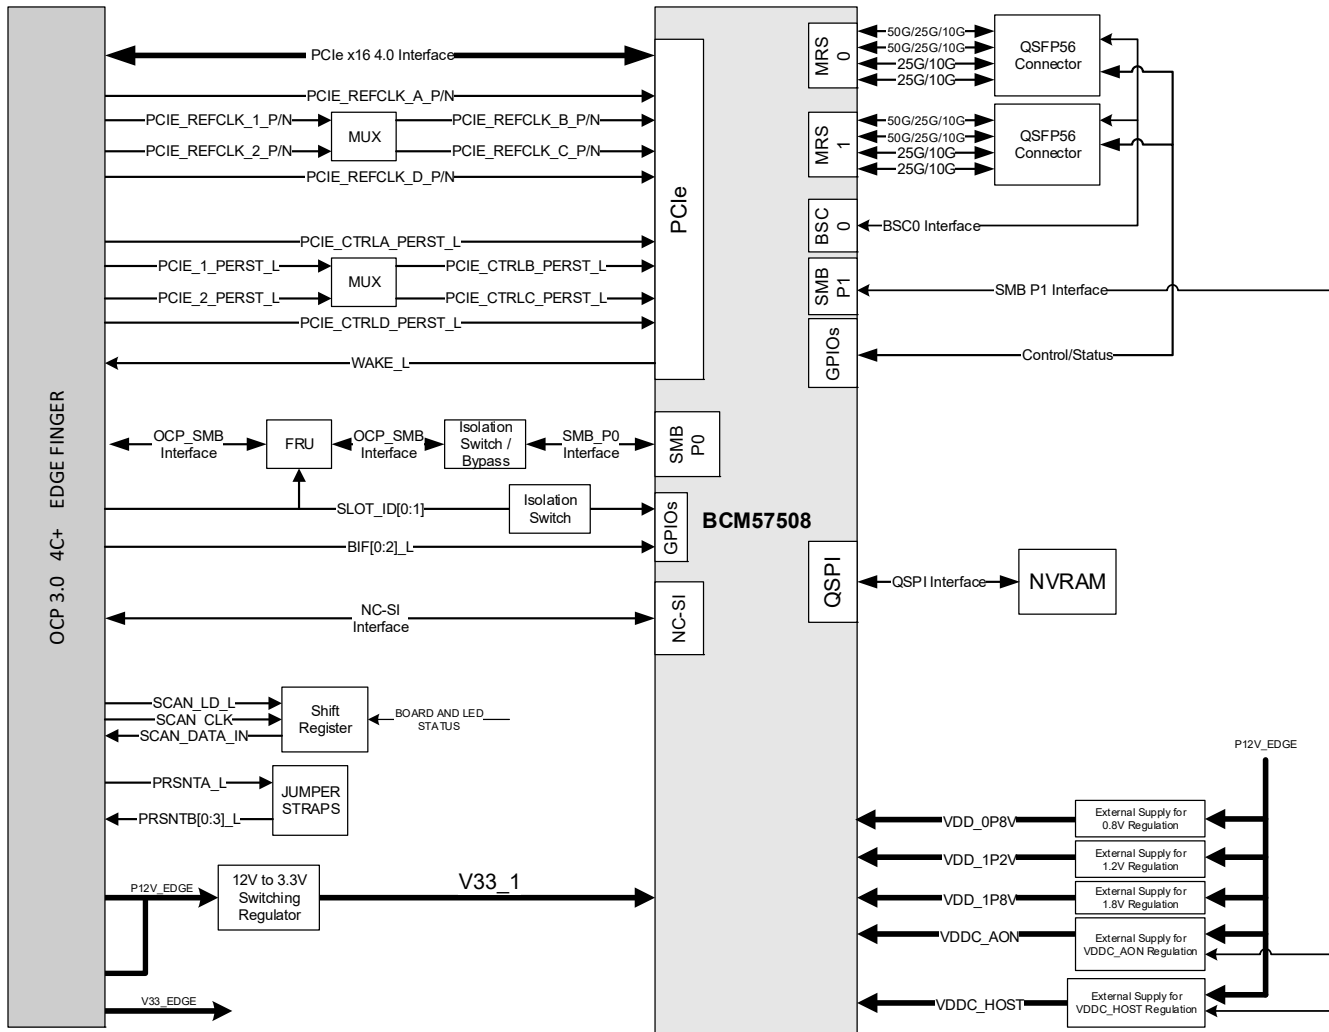 OCP 3.0 4C+ EDGE FINGER
PCIe x16 4.0 Interface
PCIE_REFCLK_A_P/N
PCIE_REFCLK_1_P/N
MUX
PCIE_REFCLK_B_P/N
PCIE_REFCLK_2_P/N
PCIE_REFCLK_C_P/N
PCIE_REFCLK_D_P/N
PCIE_CTRLA_PERST_L
PCIE_1_PERST_L
MUX
PCIE_CTRLB_PERST_L
PCIE_2_PERST_L
PCIE_CTRLC_PERST_L
PCIE_CTRLD_PERST_L
WAKE_L
PCIe
OCP_SMB
Interface
FRU
OCP_SMB
Interface
Isolation
Switch /
Bypass
SMB_P0
Interface
SMB
P0
SLOT_ID[0:1]
Isolation
Switch
BIF[0:2]_L
GPIOs
NC-SI
Interface
NC-SI
SCAN_LD_L
SCAN_CLK
SCAN_DATA_IN
Shift
Register
BOARD AND LED
STATUS
PRSNTA_L
PRSNTB[0:3]_L
JUMPER
STRAPS
P12V_EDGE
12V to 3.3V
Switching
Regulator
V33_1
V33_EDGE
BCM57508
MRS
0
50G/25G/10G
50G/25G/10G
25G/10G
25G/10G
QSFP56
Connector
MRS
1
50G/25G/10G
50G/25G/10G
25G/10G
25G/10G
QSFP56
Connector
BSC
0
BSC0 Interface
SMB
P1
SMB P1 Interface
GPIOs
Control/Status
QSPI
QSPI Interface
NVRAM
P12V_EDGE
VDD_0P8V
External Supply for
0.8V Regulation
VDD_1P2V
External Supply for
1.2V Regulation
VDD_1P8V
External Supply for
1.8V Regulation
VDDC_AON
External Supply for
VDDC_AON Regulation
VDDC_HOST
External Supply for
VDDC_HOST Regulation